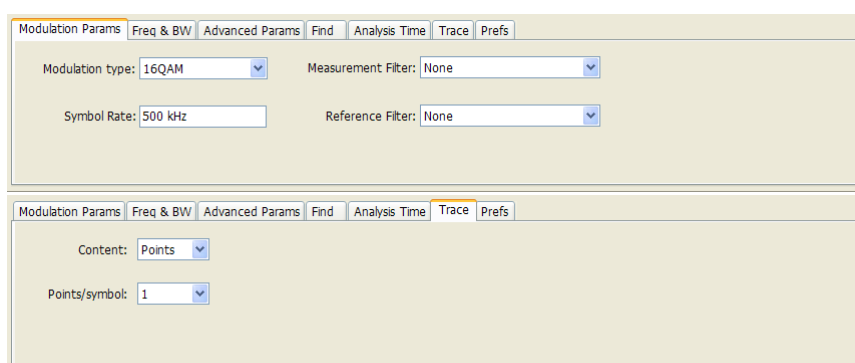 Modulation Params Freq & BW Advanced Params Find Analysis Time Trace Prefs
Modulation type: 16QAM Measurement Filter: None
Symbol Rate: 500 kHz Reference Filter: None
Modulation Params Freq & BW Advanced Params Find Analysis Time Trace Prefs
Content: Points
Points/symbol: 1